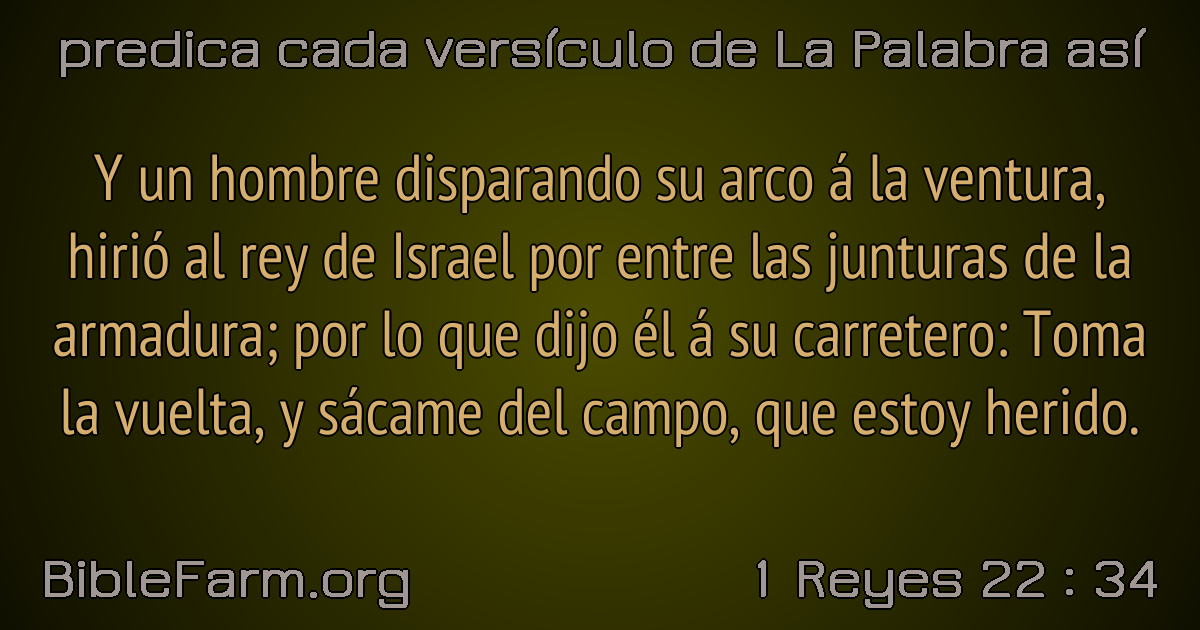 predica cada versículo de La Palabra así
Y un hombre disparando su arco á la ventura,
hirió al rey de Israel por entre las junturas de la
armadura; por lo que dijo él á su carretero: Toma
la vuelta, y sácame del campo, que estoy herido.
BibleFarm.org
1 Reyes 22 : 34